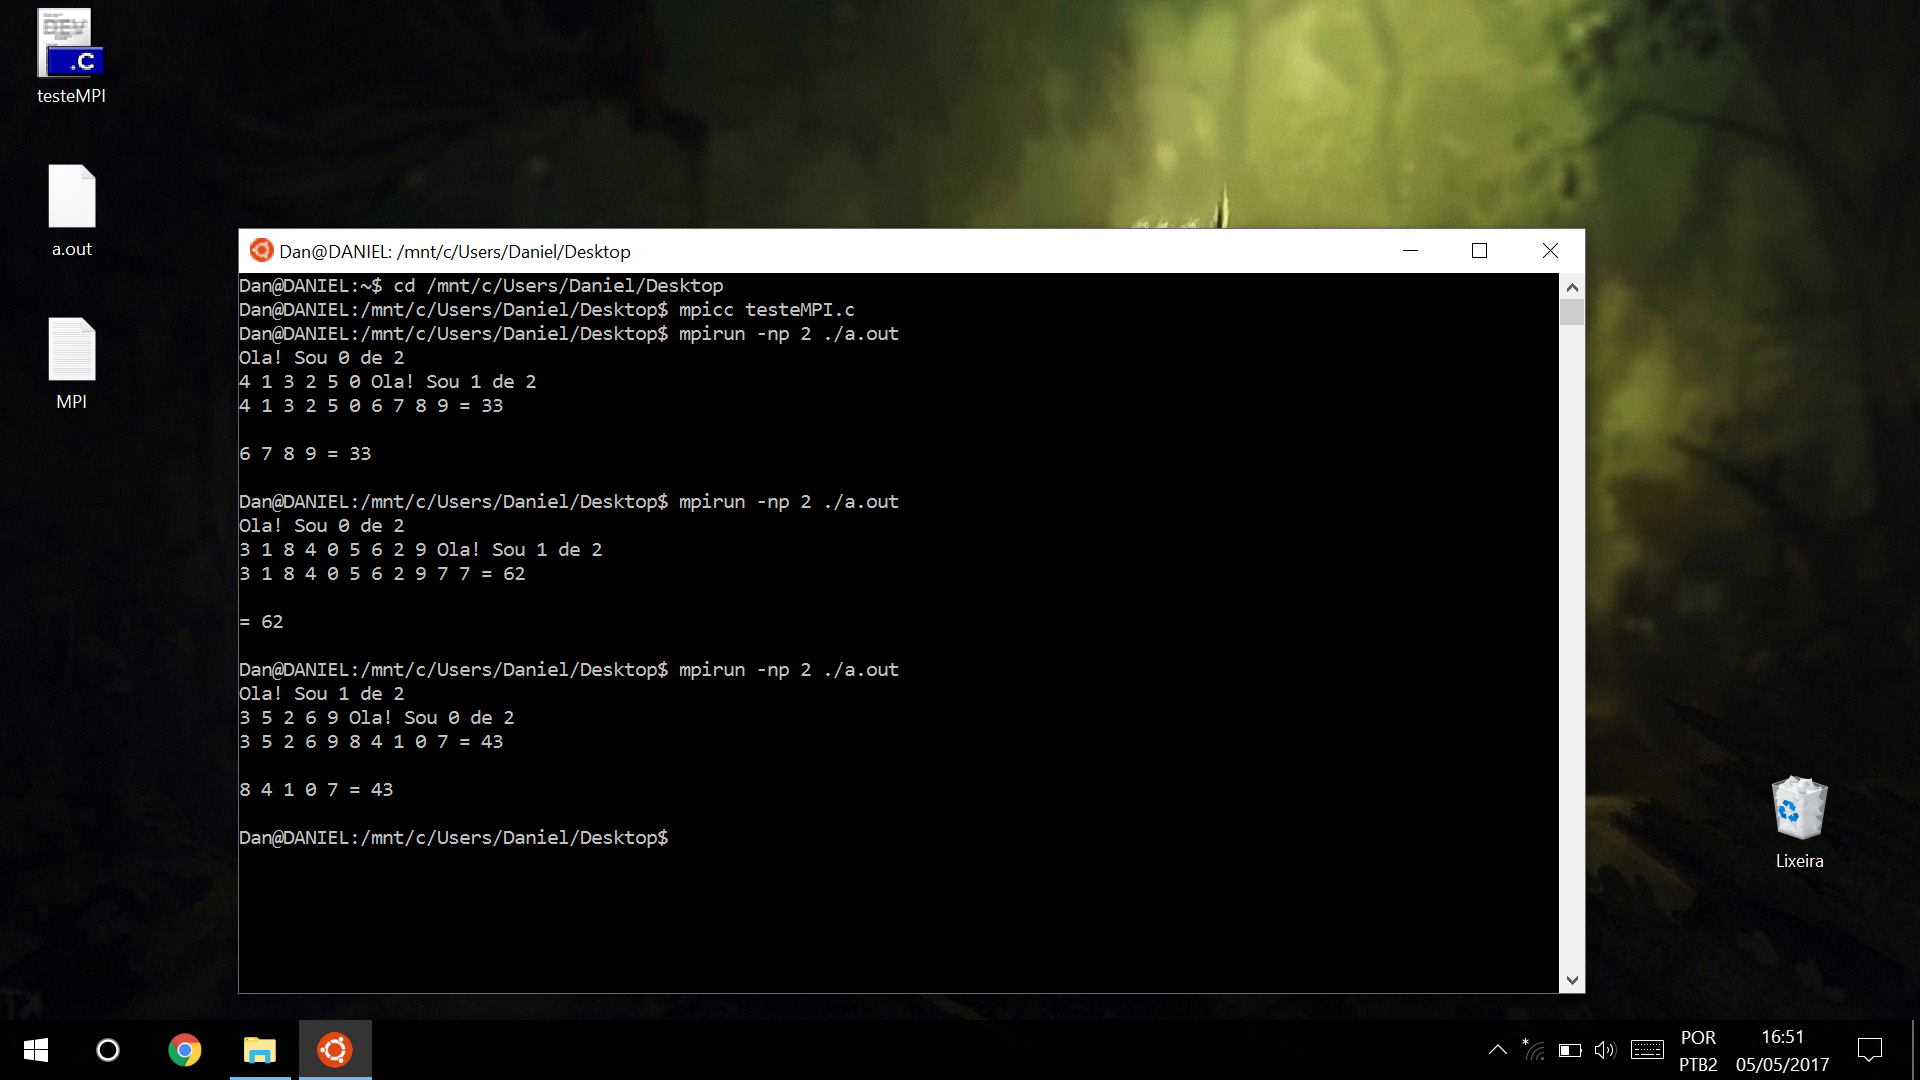 DEV
.C
testeMPI
a.out
MPI
Dan@DANIEL: /mnt/c/Users/Daniel/Desktop
Dan@DANIEL:~$ cd /mnt/c/Users/Daniel/Desktop
Dan@DANIEL:/mnt/c/Users/Daniel/Desktop$ mpicc testeMPI.c
Dan@DANIEL:/mnt/c/Users/Daniel/Desktop$ mpirun -np 2 ./a.out
Ola! Sou 0 de 2
4 1 3 2 5 0 Ola! Sou 1 de 2
4 1 3 2 5 0 6 7 8 9 = 33
6 7 8 9 = 33
Dan@DANIEL:/mnt/c/Users/Daniel/Desktop$ mpirun -np 2 ./a.out
Ola! Sou 0 de 2
3 1 8 4 0 5 6 2 9 Ola! Sou 1 de 2
3 1 8 4 0 5 6 2 9 7 7 = 62
= 62
Dan@DANIEL:/mnt/c/Users/Daniel/Desktop$ mpirun -np 2 ./a.out
Ola! Sou 1 de 2
3 5 2 6 9 Ola! Sou 0 de 2
3 5 2 6 9 8 4 1 0 7 = 43
8 4 1 0 7 = 43
Dan@DANIEL:/mnt/c/Users/Daniel/Desktop$
Lixeira
POR
PTB2
16:51
05/05/2017